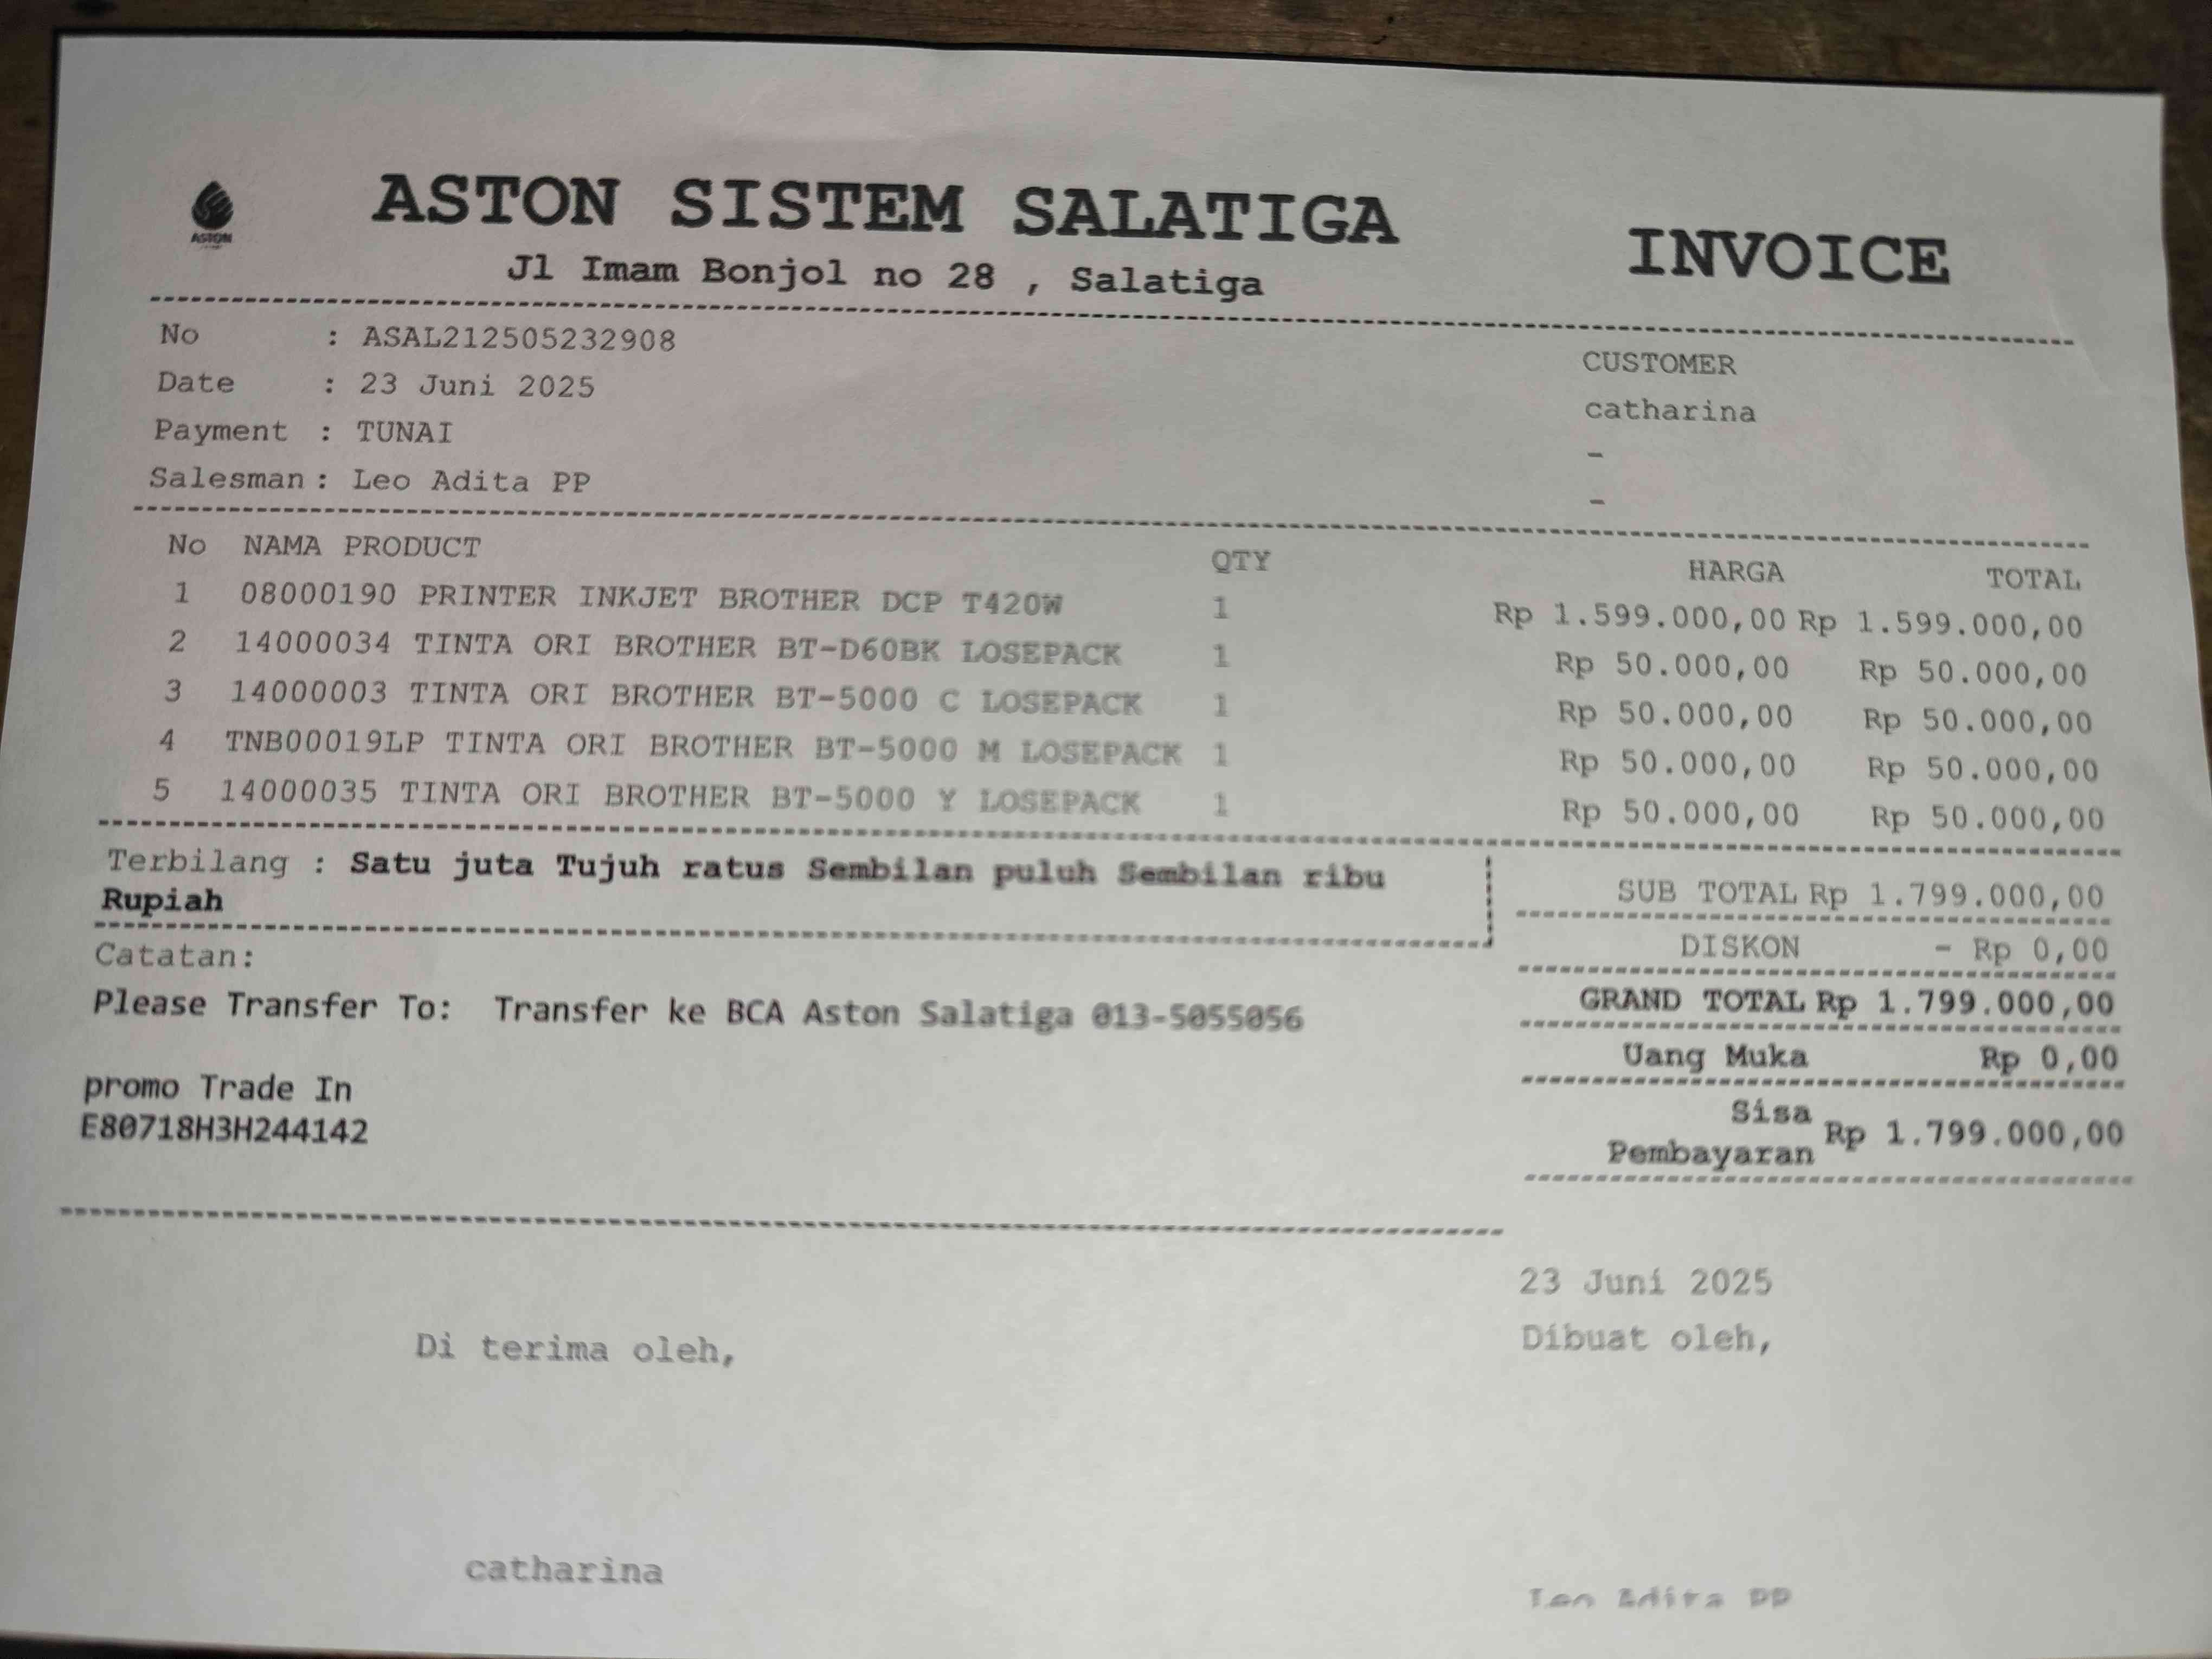 ASTON
ASTON SISTEM SALATIGA
INVOICE
Jl Imam Bonjol no 28 , Salatiga
No : ASAL212505232908
Date : 23 Juni 2025
Payment : TUNAI
Salesman : Leo Adita PP
CUSTOMER
catharina
-
-
No NAMA PRODUCT QTY HARGA TOTAL
1 08000190 PRINTER INKJET BROTHER DCP T420W 1 Rp 1.599.000,00 Rp 1.599.000,00
2 14000034 TINTA ORI BROTHER BT-D60BK LOSEPACK 1 Rp 50.000,00 Rp 50.000,00
3 14000003 TINTA ORI BROTHER BT-5000 C LOSEPACK 1 Rp 50.000,00 Rp 50.000,00
4 TNB00019LP TINTA ORI BROTHER BT-5000 M LOSEPACK 1 Rp 50.000,00 Rp 50.000,00
5 14000035 TINTA ORI BROTHER BT-5000 Y LOSEPACK 1 Rp 50.000,00 Rp 50.000,00
Terbilang : Satu juta Tujuh ratus Sembilan puluh Sembilan ribu
Rupiah
Catatan:
Please Transfer To: Transfer ke BCA Aston Salatiga 013-5055056
promo Trade In
E80718H3H244142
SUB TOTAL Rp 1.799.000,00
DISKON - Rp 0,00
GRAND TOTAL Rp 1.799.000,00
Uang Muka Rp 0,00
Sisa
Pembayaran Rp 1.799.000,00
23 Juni 2025
Di terima oleh,
Dibuat oleh,
catharina
Leo Adita PP